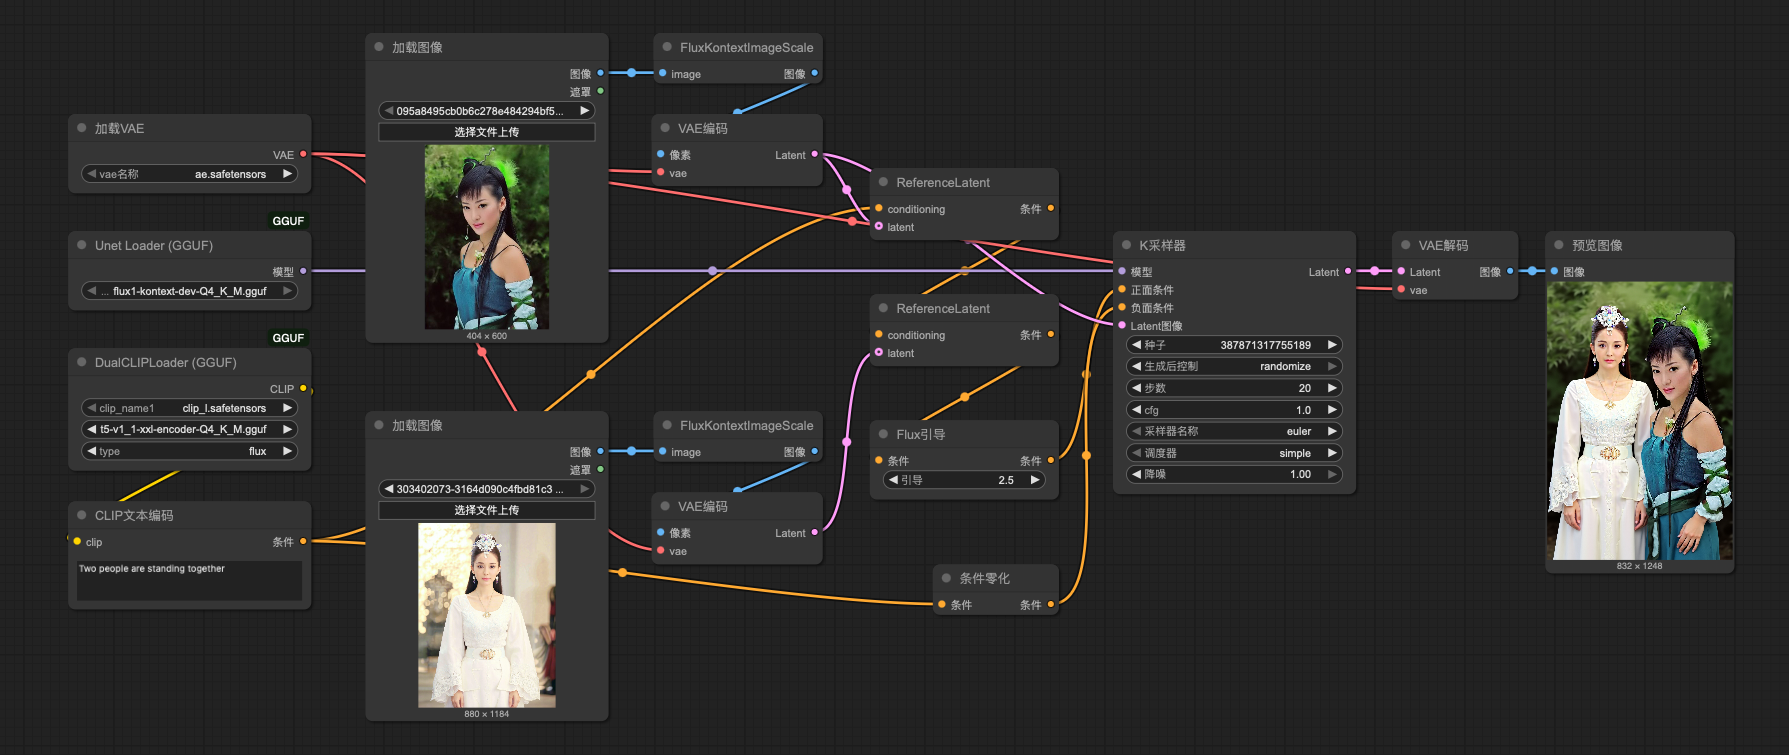 加载VAE
VAE
vae名称 ae.safetensors
GGUF
Unet Loader (GGUF)
模型
... flux1-kontext-dev-Q4_K_M.gguf
GGUF
DualCLIPLoader (GGUF)
CLIP
clip_name1 clip_l.safetensors
t5-v1_1-xxl-encoder-Q4_K_M.gguf
type flux
CLIP文本编码
clip 条件
Two people are standing together
加载图像
图像
遮罩
095a8495cb0b6c278e484294bf5...
选择文件上传
404 × 600
加载图像
图像
遮罩
303402073-3164d090c4fbd81c3 ...
选择文件上传
880 × 1184
FluxKontextImageScale
image 图像
VAE编码
像素 Latent
vae
FluxKontextImageScale
image 图像
VAE编码
像素 Latent
vae
ReferenceLatent
conditioning 条件
latent
ReferenceLatent
conditioning 条件
latent
Flux引导
条件 条件
引导 2.5
条件零化
条件 条件
K采样器
模型 Latent
正面条件
负面条件
Latent图像
种子 387871317755189
生成后控制 randomize
步数 20
cfg 1.0
采样器名称 euler
调度器 simple
降噪 1.00
VAE解码
Latent 图像
vae
预览图像
图像
832 × 1248